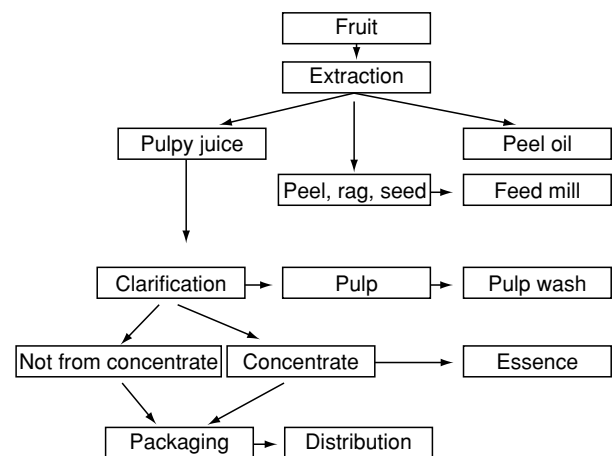 Fruit
Extraction
Pulpy juice
Peel oil
Peel, rag, seed
Feed mill
Clarification
Pulp
Pulp wash
Not from concentrate
Concentrate
Essence
Packaging
Distribution